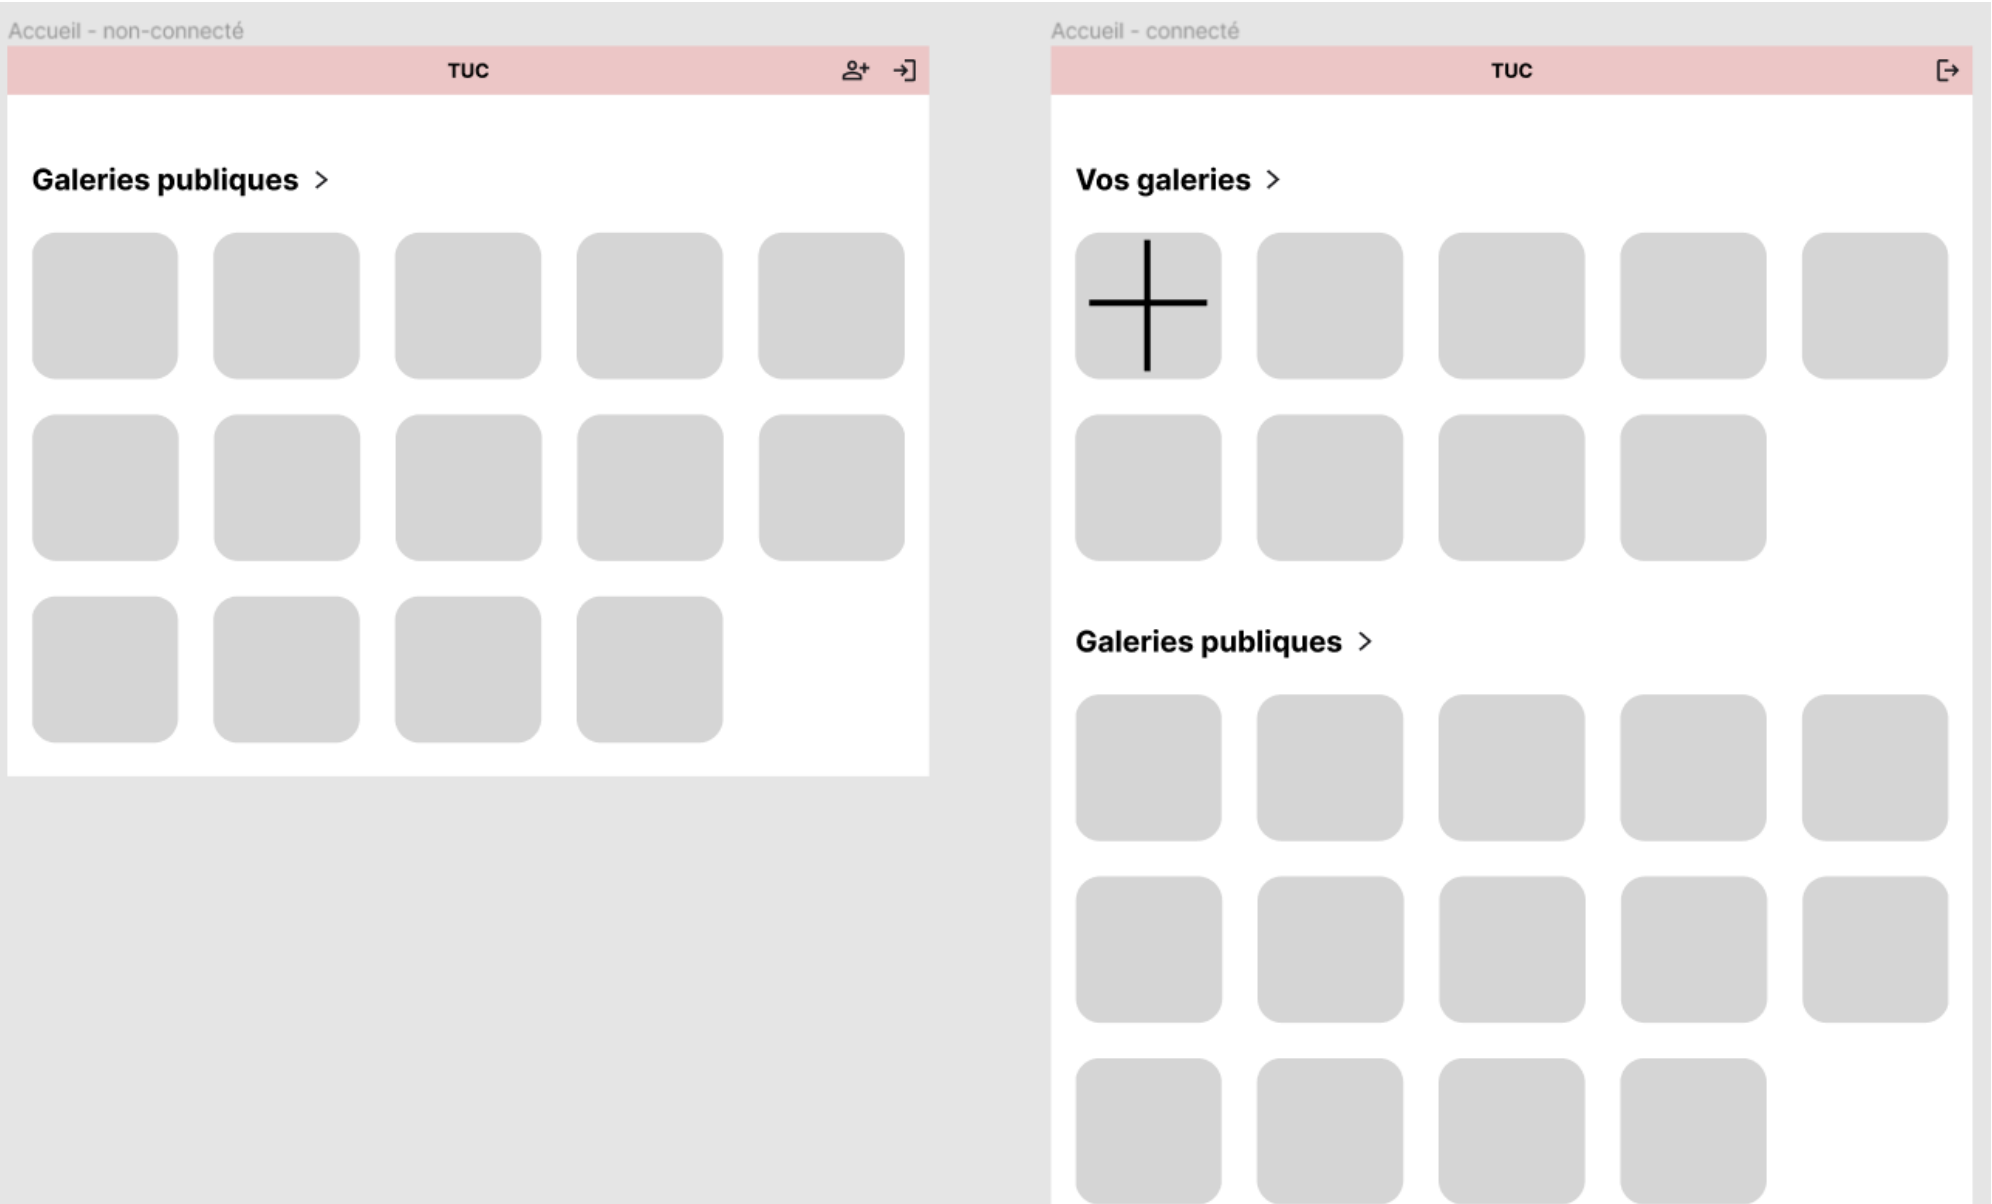 Accueil - non-connecté
TUC
Galeries publiques >
Accueil - connecté
TUC
Vos galeries >
Galeries publiques >